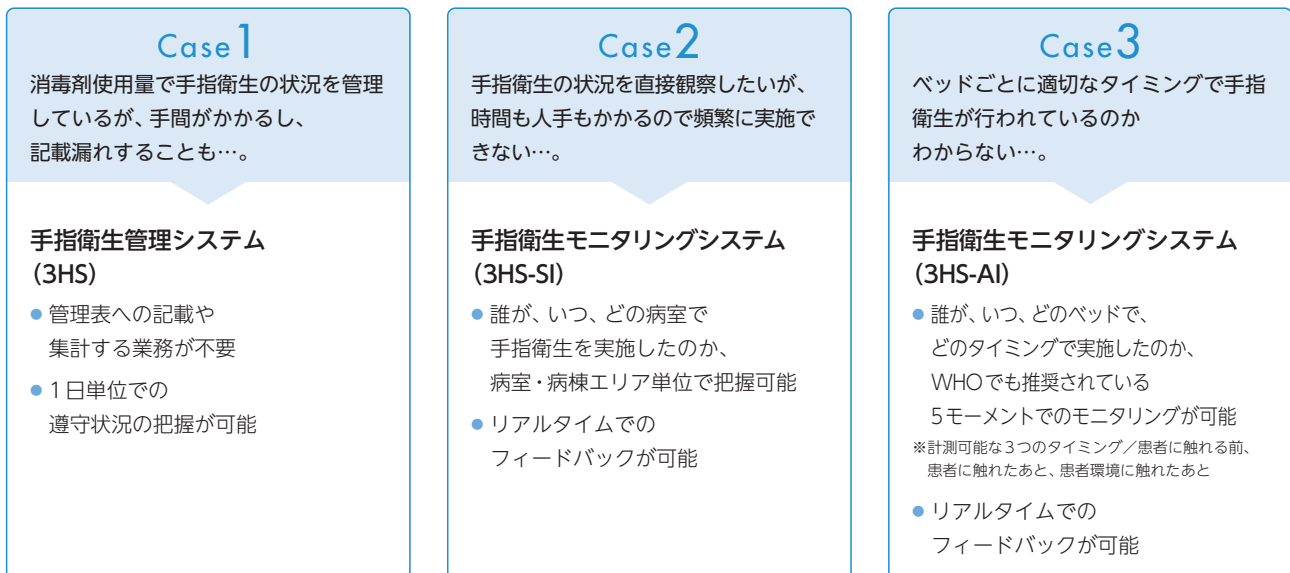 Case1
消毒剤使用量で手指衛生の状況を管理
しているが、手間がかかるし、
記載漏れすることも…。
手指衛生管理システム
(3HS)
● 管理表への記載や
集計する業務が不要
● 1日単位での
遵守状況の把握が可能
Case2
手指衛生の状況を直接観察したいが、
時間も人手もかかるので頻繁に実施で
きない…。
手指衛生モニタリングシステム
(3HS-SI)
● 誰が、いつ、どの病室で
手指衛生を実施したのか、
病室・病棟エリア単位で把握可能
● リアルタイムでの
フィードバックが可能
Case3
ベッドごとに適切なタイミングで手指
衛生が行われているのか
わからない…。
手指衛生モニタリングシステム
(3HS-AI)
● 誰が、いつ、どのベッドで、
どのタイミングで実施したのか、
WHOでも推奨されている
5モーメントでのモニタリングが可能
※計測可能な3つのタイミング／患者に触れる前、
患者に触れたあと、患者環境に触れたあと
● リアルタイムでの
フィードバックが可能